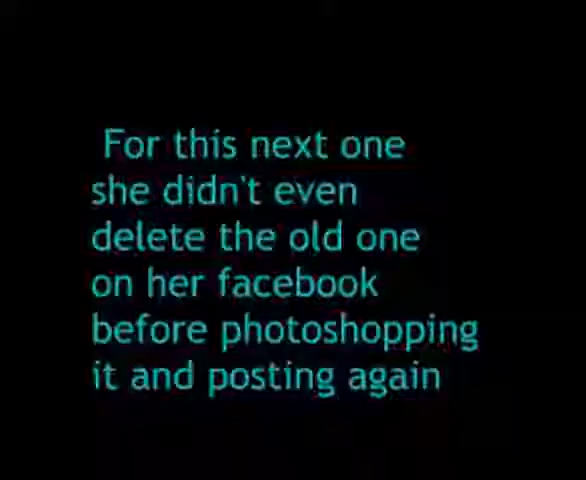 For this next one
she didn't even
delete the old one
on her facebook
before photoshopping
it and posting again